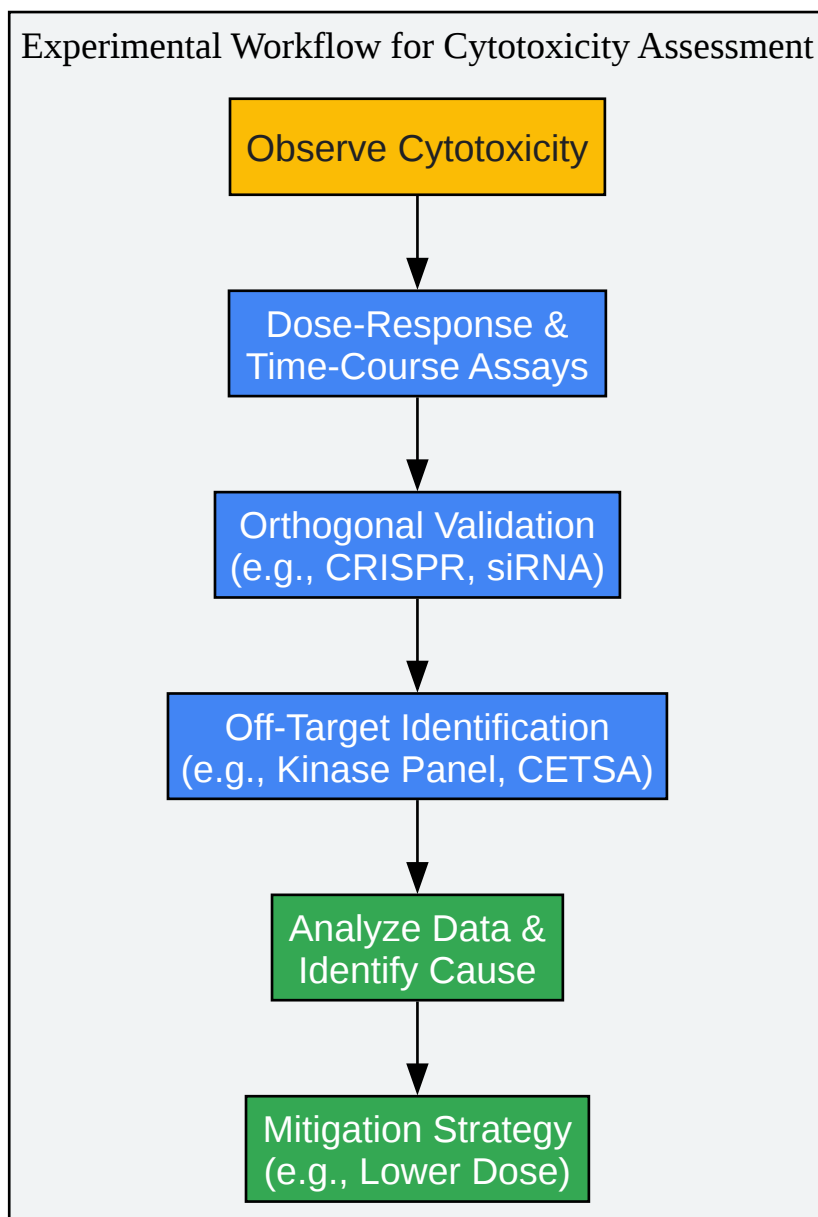 Experimental Workflow for Cytotoxicity Assessment
Observe Cytotoxicity
Dose-Response &
Time-Course Assays
Orthogonal Validation
(e.g., CRISPR, siRNA)
Off-Target Identification
(e.g., Kinase Panel, CETSA)
Analyze Data &
Identify Cause
Mitigation Strategy
(e.g., Lower Dose)